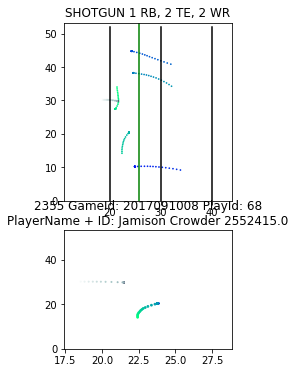 SHOTGUN 1 RB, 2 TE, 2 WR
50
40
30
20
10
0
20 30 40
2355 GameId: 2017091008 PlayId: 68
PlayerName + ID: Jamison Crowder 2552415.0
40
20
0
17.5 20.0 22.5 25.0 27.5